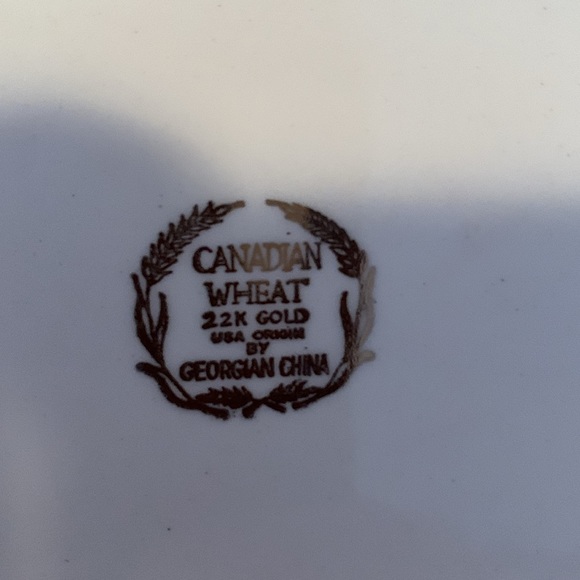 CANADIAN
WHEAT
22K GOLD
USA ORIGIN
BY
GEORGIAN CHINA